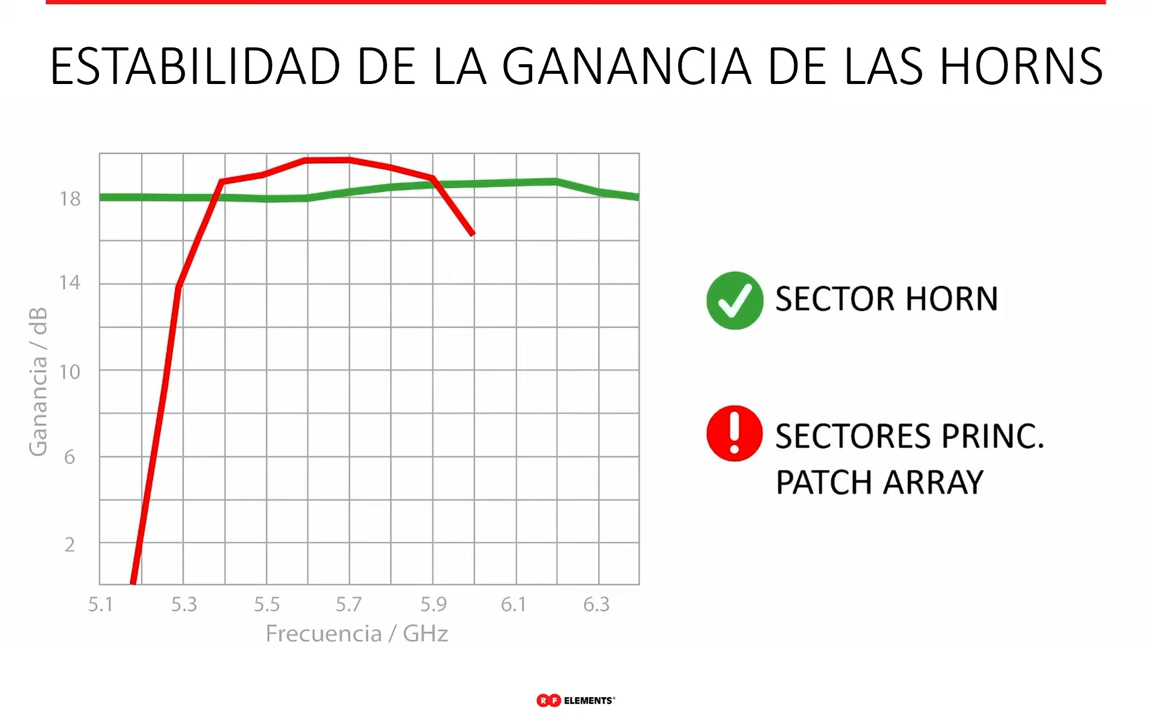 ESTABILIDAD DE LA GANANCIA DE LAS HORNS
18
14
10
6
2
Ganancia / dB
5.1 5.3 5.5 5.7 5.9 6.1 6.3
Frecuencia / GHz
SECTOR HORN
SECTORES PRINC.
PATCH ARRAY
RF ELEMENTS